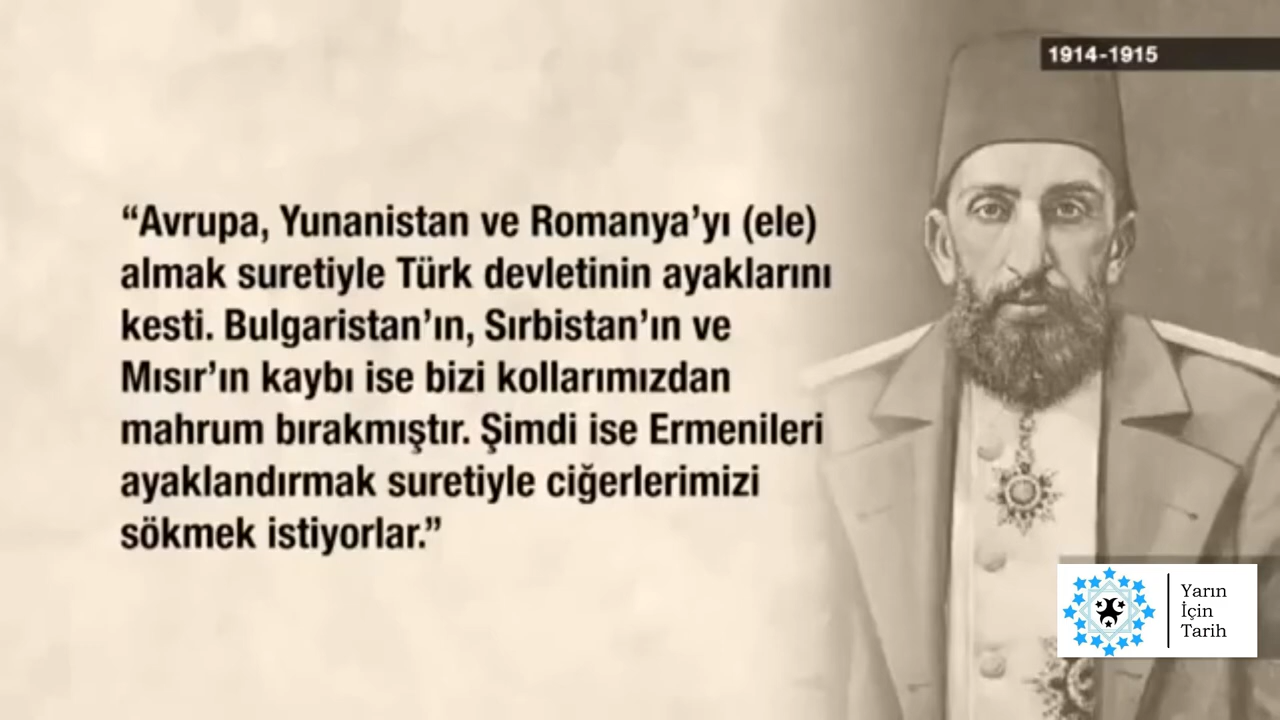 1914-1915
“Avrupa, Yunanistan ve Romanya’yı (ele)
almak suretiyle Türk devletinin ayaklarını
kesti. Bulgaristan’ın, Sırbistan’ın ve
Mısır’ın kaybı ise bizi kollarımızdan
mahrum bırakmıştır. Şimdi ise Ermenileri
ayaklandırmak suretiyle ciğerlerimizi
sökmek istiyorlar.”
Yarın
İçin
Tarih